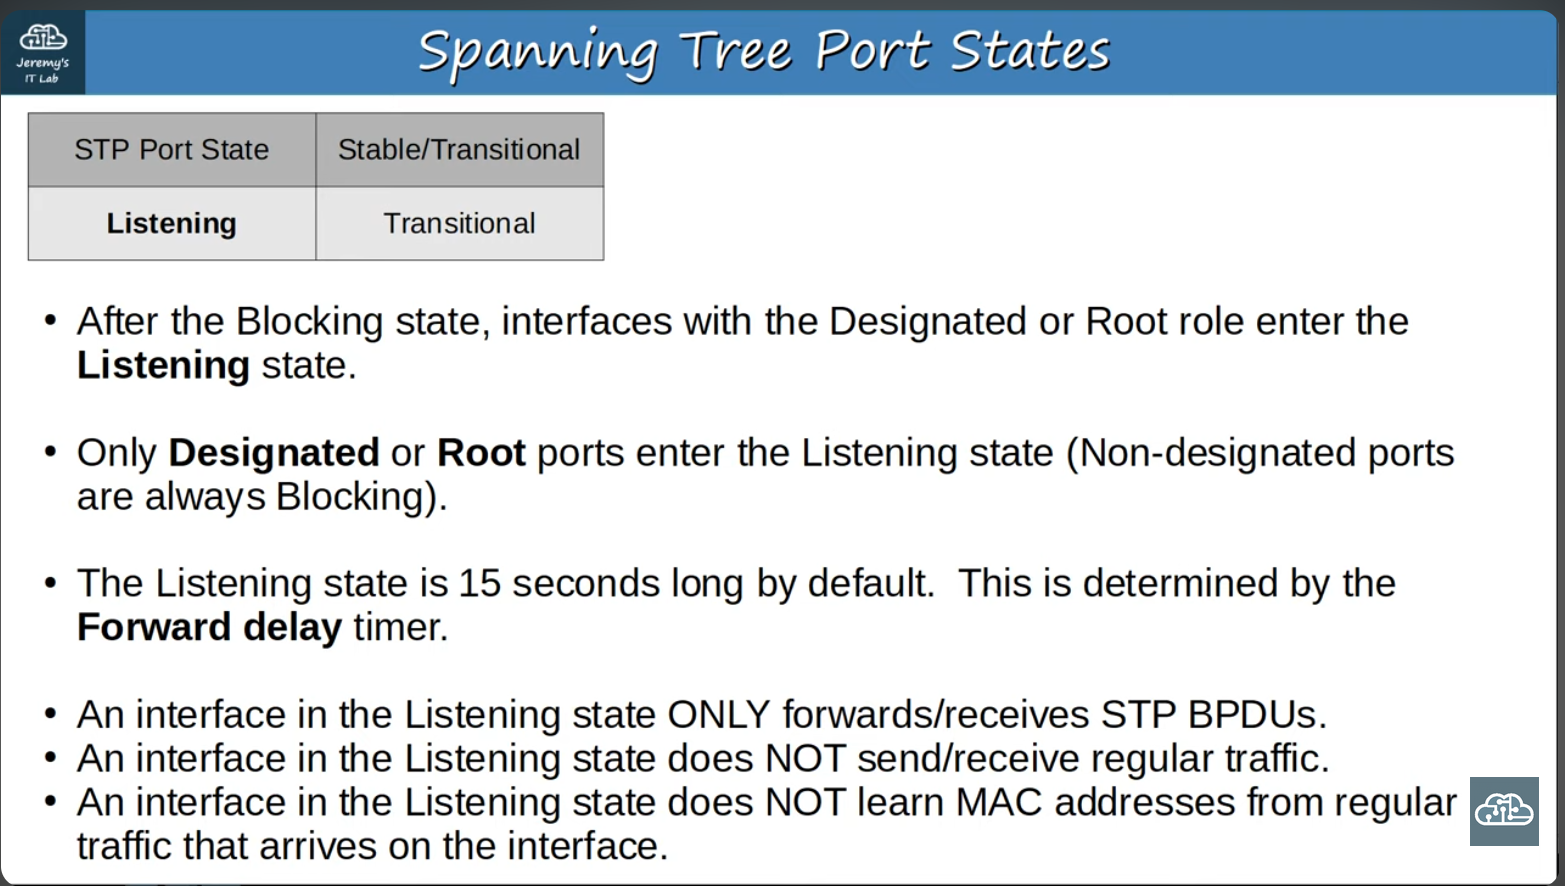 Jeremy's
IT Lab
Spanning Tree Port States
STP Port State
Stable/Transitional
Listening
Transitional
• After the Blocking state, interfaces with the Designated or Root role enter the
Listening state.
• Only Designated or Root ports enter the Listening state (Non-designated ports
are always Blocking).
• The Listening state is 15 seconds long by default.  This is determined by the
Forward delay timer.
• An interface in the Listening state ONLY forwards/receives STP BPDUs.
• An interface in the Listening state does NOT send/receive regular traffic.
• An interface in the Listening state does NOT learn MAC addresses from regular
traffic that arrives on the interface.